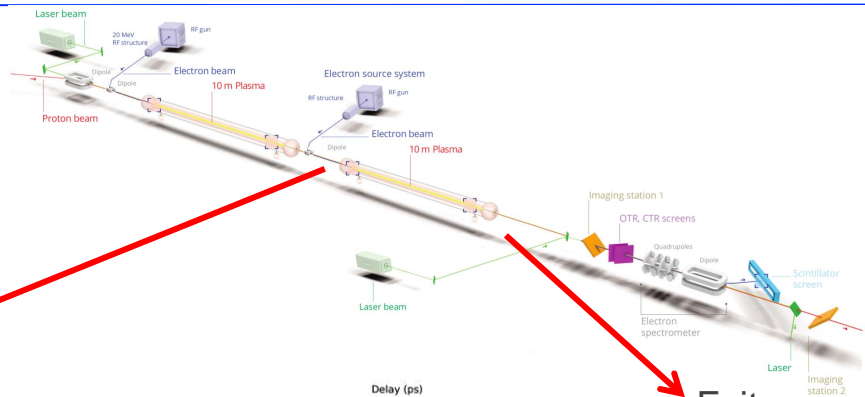 Laser beam
20 MeV
RF structure
RF gun
Dipole
Dipole
Electron beam
10 m Plasma
Proton beam
Electron source system
RF structure
RF gun
Electron beam
Dipole
10 m Plasma
Imaging station 1
OTR, CTR screens
Quadrupoles
Dipole
Scintillator
screen
Laser beam
Electron
spectrometer
Laser
Imaging
station 2
Delay (ps)